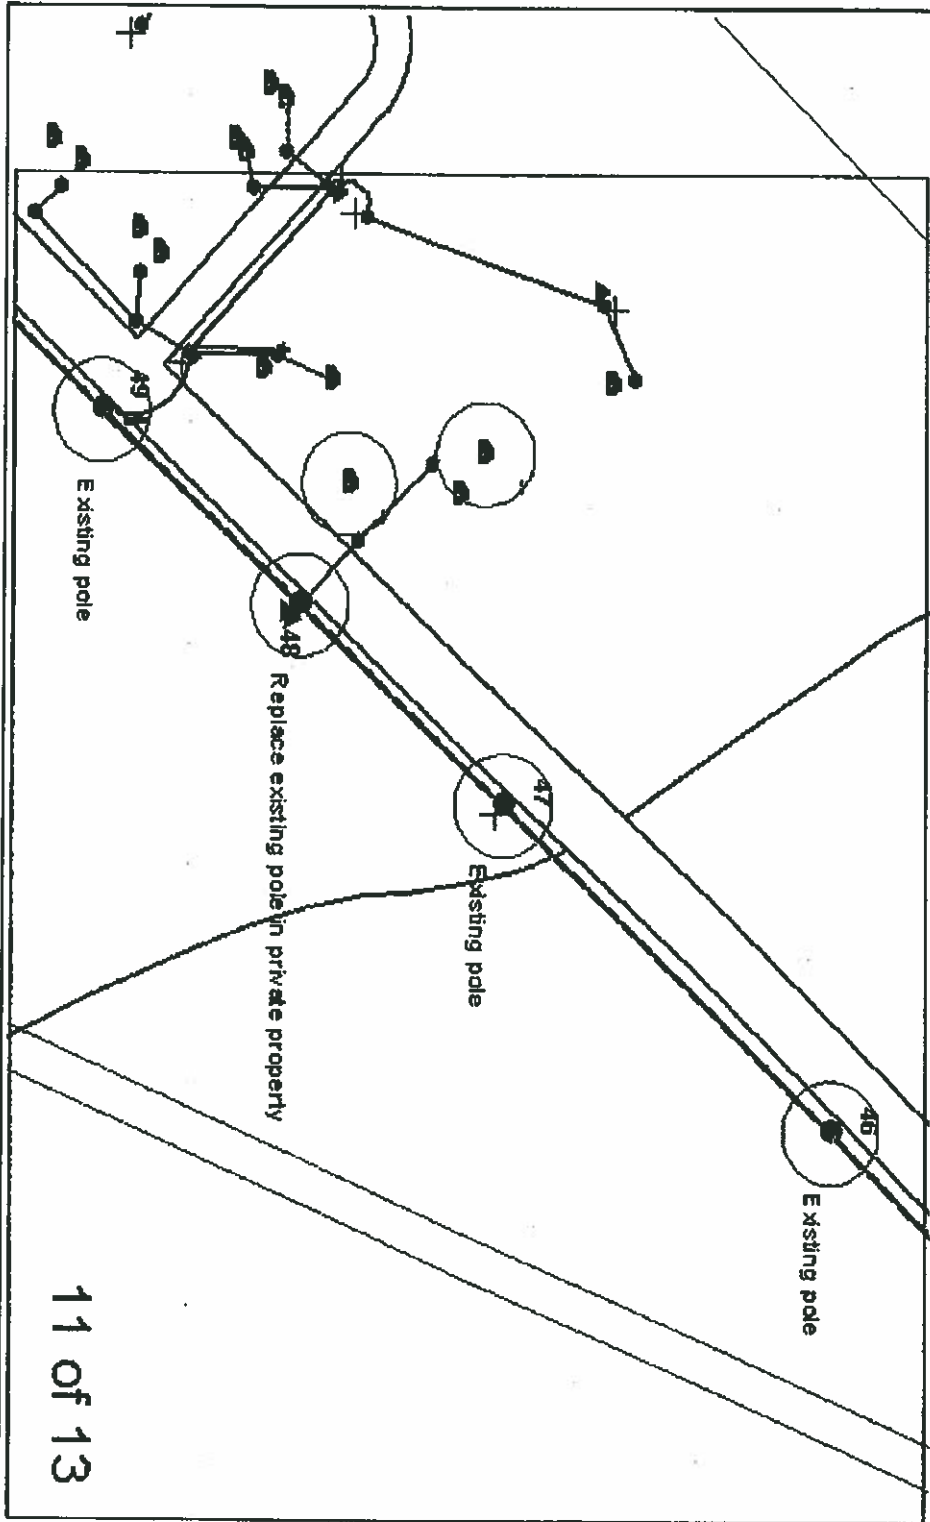 49
Existing pole
48
Replace existing pole in private property
47
Existing pole
46
Existing pole
11 of 13